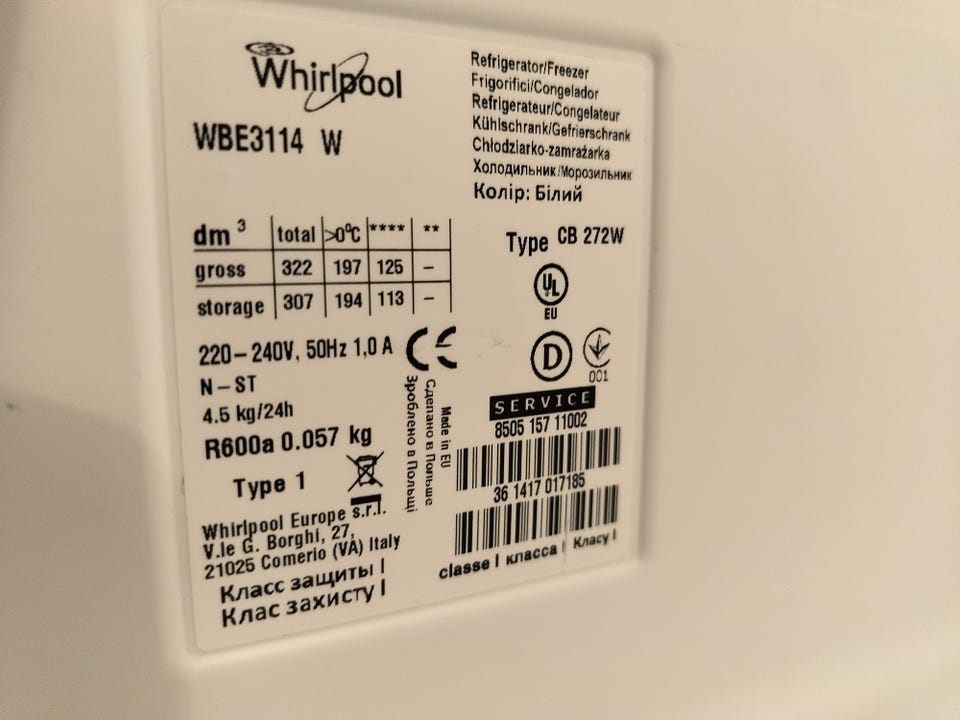 Whirlpool
WBE3114 W
Refrigerator/Freezer
Frigorifici/Congelador
Refrigerateur/Congelateur
Kühlschrank/Gefrierschrank
Chłodziarko-zamrażarka
Холодильник/Морозильник
Колір: Білий
dm³ total >0°C **** **
gross 322 197 125 –
storage 307 194 113 –
Type CB 272W
UL
EU
D
001
220–240V, 50Hz 1,0 A CE
N – ST
4.5 kg/24h
R600a 0.057 kg
Type 1
Made in EU
Сделано в Польше
Зроблено в Польщі
SERVICE
8505 157 11002
36 1417 017185
Whirlpool Europe s.r.l.
V.le G. Borghi, 27,
21025 Comerio (VA) Italy
Класс защиты I
Клас захисту I
classe I класса I Класу I